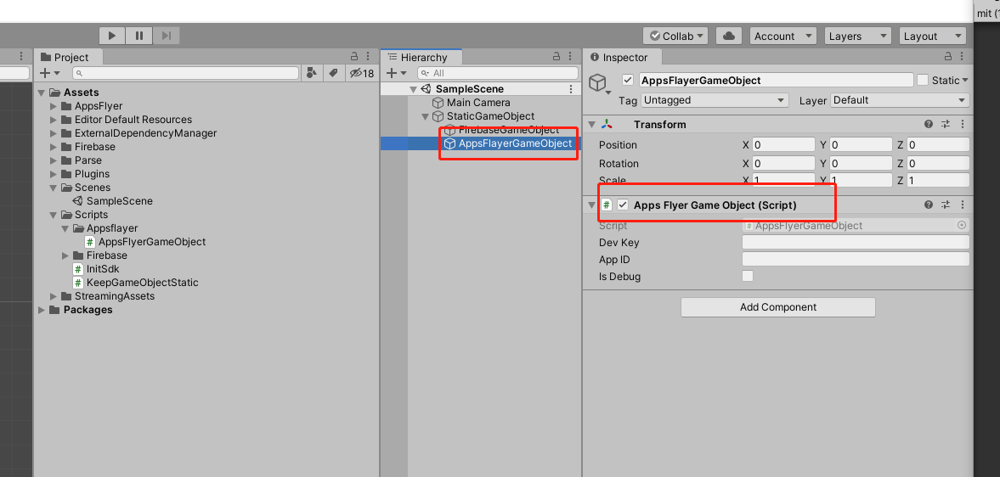 mit (1
Collab
Account
Layers
Layout
Project
18
Assets
AppsFlyer
Editor Default Resources
ExternalDependencyManager
Firebase
Parse
Plugins
Scenes
SampleScene
Scripts
Appsflayer
# AppsFlyerGameObject
Firebase
# InitSdk
# KeepGameObjectStatic
StreamingAssets
Packages
Hierarchy
All
SampleScene
Main Camera
StaticGameObject
FirebaseGameObject
AppsFlayerGameObject
Inspector
AppsFlayerGameObject
Static
Tag Untagged Layer Default
Transform
Position X 0 Y 0 Z 0
Rotation X 0 Y 0 Z 0
Scale X 1 Y 1 Z 1
# Apps Flyer Game Object (Script)
Script # AppsFlyerGameObject
Dev Key
App ID
Is Debug
Add Component